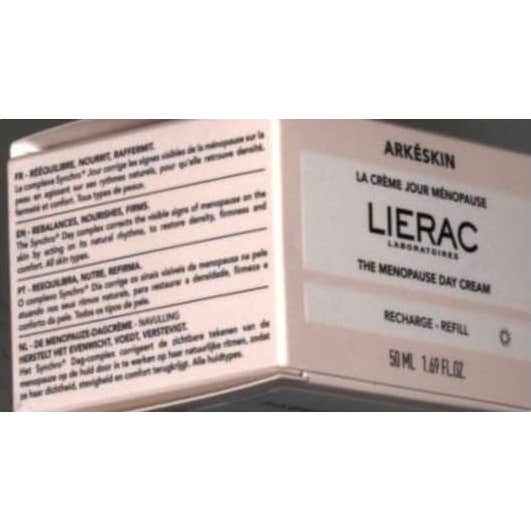 FR - RÉÉQUILIBRE, NOURRIT, RAFFERMIT.
Le complexe Synchro® Jour corrige les signes visibles de la ménopause sur la
peau en agissant sur ses rythmes naturels, pour qu'elle retrouve densité,
fermeté et confort. Tous types de peaux.
EN - REBALANCES, NOURISHES, FIRMS.
The Synchro® Day complex corrects the visible signs of menopause on the
skin by acting on its natural rhythms, to restore density, firmness and
comfort. All skin types.
PT - REEQUILIBRA, NUTRE, REFIRMA.
O complexo Synchro® Dia corrige os sinais visíveis da menopausa na pele
atuando nos seus ritmos naturais, para restaurar a densidade, firmeza e
conforto da pele. Todos os tipos de pele.
NL - DE MENOPAUZE-DAGCRÈME - NAVULLING
HERSTELT HET EVENWICHT, VOEDT, VERSTEVIGT.
Het Synchro® Dag-complex corrigeert de zichtbare tekenen van de
menopauze op de huid door in te werken op haar natuurlijke ritmen, zodat
ze haar dichtheid, stevigheid en comfort terugkrijgt. Alle huidtypes.
ARKÉSKIN
LA CRÈME JOUR MÉNOPAUSE
LIERAC
LABORATOIRES
THE MENOPAUSE DAY CREAM
RECHARGE - REFILL
50 ML 1.69 FL.OZ.